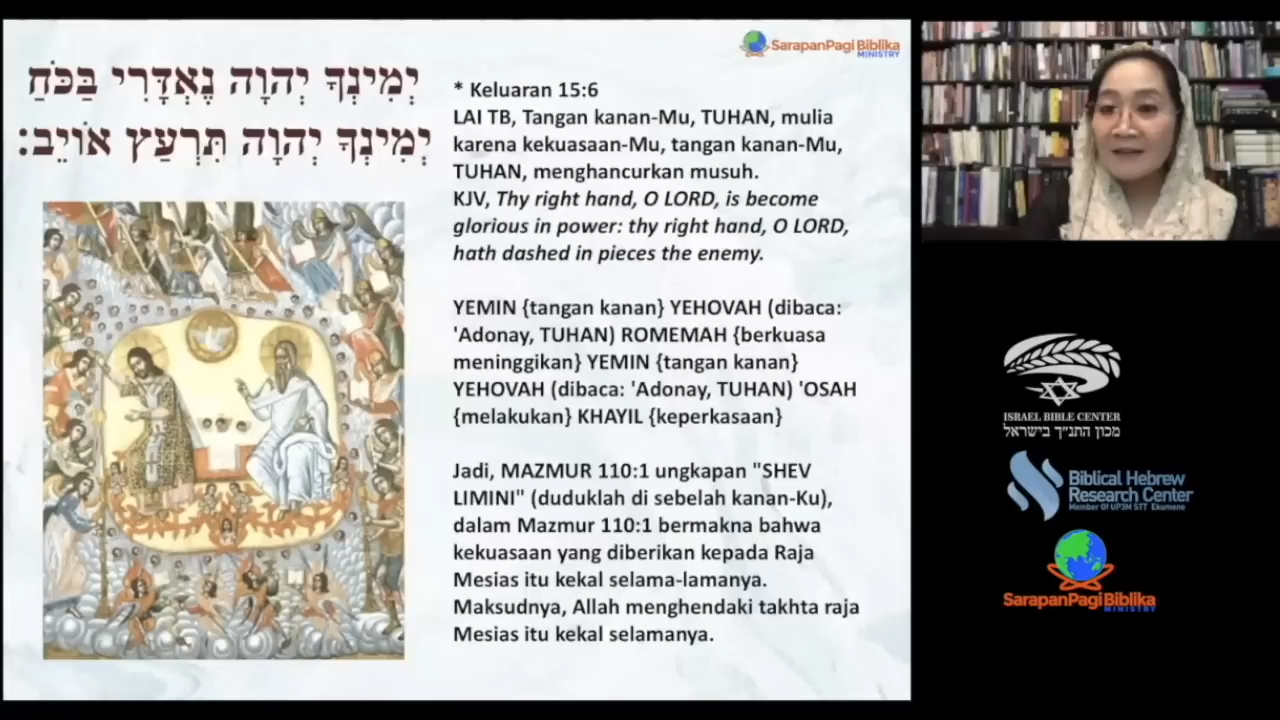 יְמִינְךָ יְהוָה נֶאְדָּרִי בַּכֹּחַ
יְמִינְךָ יְהוָה תִּרְעַץ אוֹיֵב׃
SarapanPagi Biblika
MINISTRY
* Keluaran 15:6
LAI TB, Tangan kanan-Mu, TUHAN, mulia
karena kekuasaan-Mu, tangan kanan-Mu,
TUHAN, menghancurkan musuh.
KJV, Thy right hand, O LORD, is become
glorious in power: thy right hand, O LORD,
hath dashed in pieces the enemy.
YEMIN {tangan kanan} YEHOVAH (dibaca:
'Adonay, TUHAN) ROMEMAH {berkuasa
meninggikan} YEMIN {tangan kanan}
YEHOVAH (dibaca: 'Adonay, TUHAN) 'OSAH
{melakukan} KHAYIL {keperkasaan}
Jadi, MAZMUR 110:1 ungkapan "SHEV
LIMINI" (duduklah di sebelah kanan-Ku),
dalam Mazmur 110:1 bermakna bahwa
kekuasaan yang diberikan kepada Raja
Mesias itu kekal selama-lamanya.
Maksudnya, Allah menghendaki takhta raja
Mesias itu kekal selamanya.
ISRAEL BIBLE CENTER
מכון התנ״ך בישראל
Biblical Hebrew
Research Center
Member Of UP3M STT Ekumene
SarapanPagi Biblika
MINISTRY